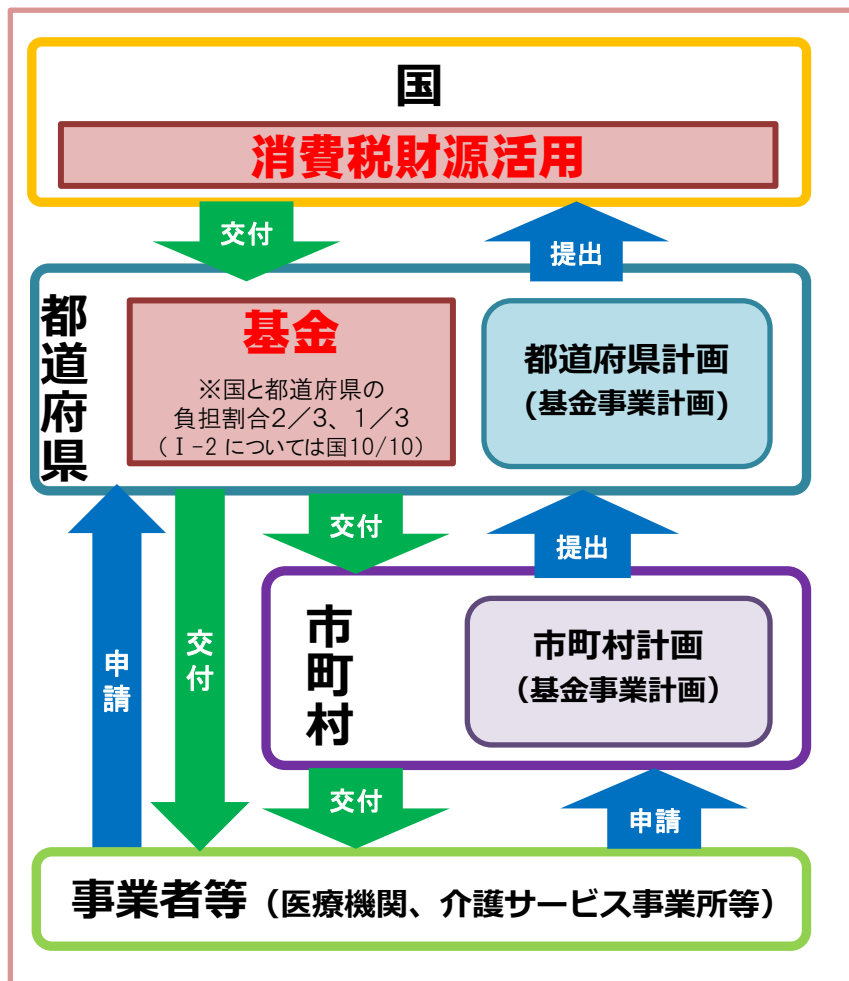 国
消費税財源活用
交付
提出
都道府県
基金
※国と都道府県の
負担割合2／3、1／3
(Ⅰ-2 については国10/10)
都道府県計画
(基金事業計画)
交付
提出
申請
交付
市町村
市町村計画
（基金事業計画）
交付
申請
事業者等（医療機関、介護サービス事業所等）